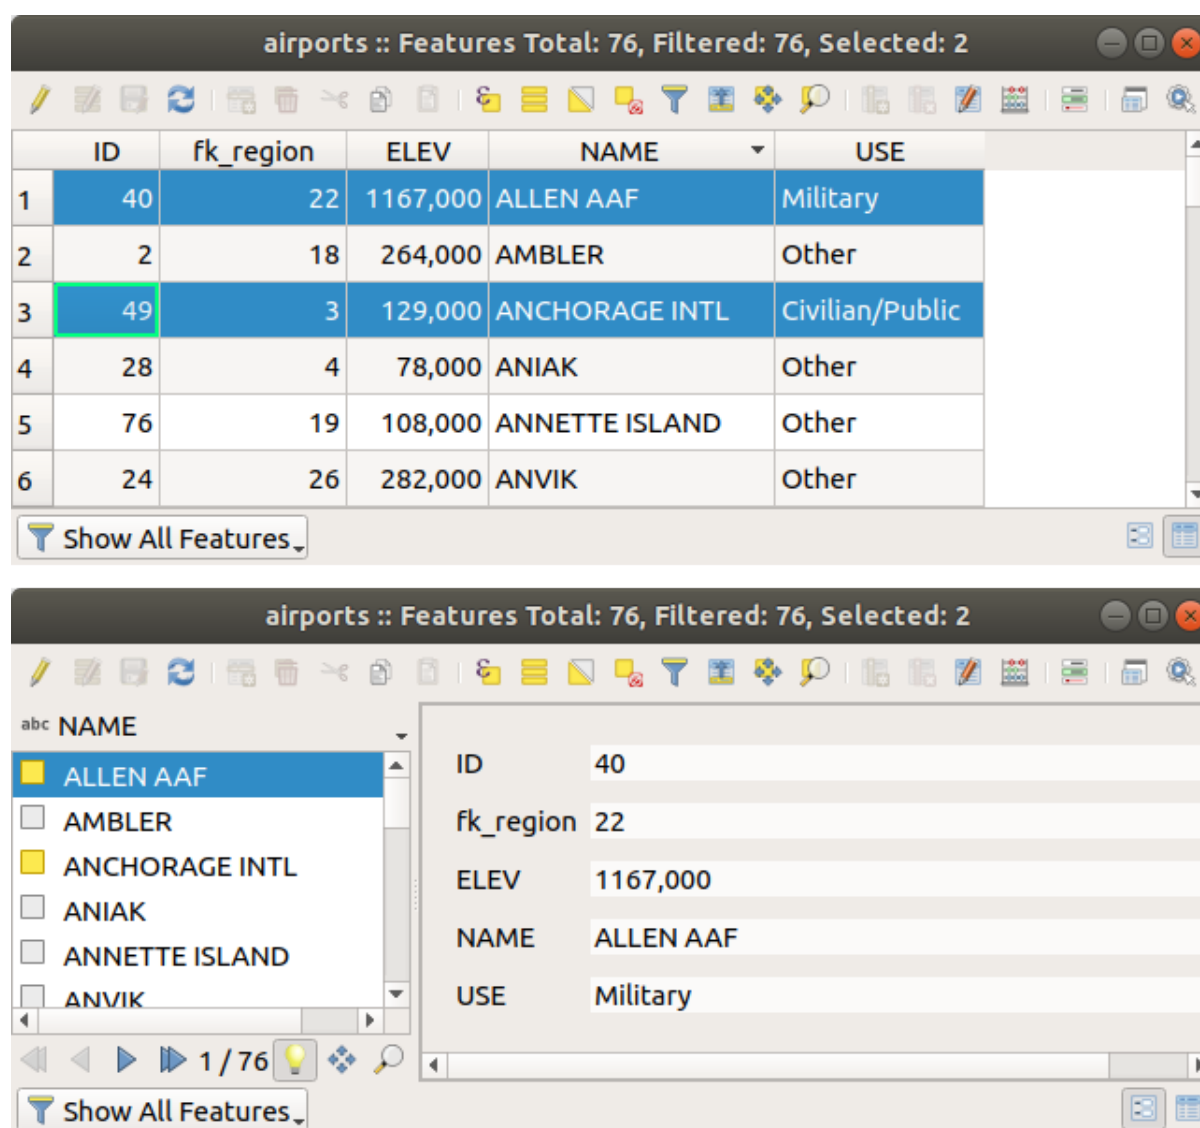 airports :: Features Total: 76, Filtered: 76, Selected: 2
ID fk_region ELEV NAME USE
1 40 22 1167,000 ALLEN AAF Military
2 2 18 264,000 AMBLER Other
3 49 3 129,000 ANCHORAGE INTL Civilian/Public
4 28 4 78,000 ANIAK Other
5 76 19 108,000 ANNETTE ISLAND Other
6 24 26 282,000 ANVIK Other
Show All Features
airports :: Features Total: 76, Filtered: 76, Selected: 2
abc NAME
ALLEN AAF
AMBLER
ANCHORAGE INTL
ANIAK
ANNETTE ISLAND
ANVIK
1 / 76
ID 40
fk_region 22
ELEV 1167,000
NAME ALLEN AAF
USE Military
Show All Features